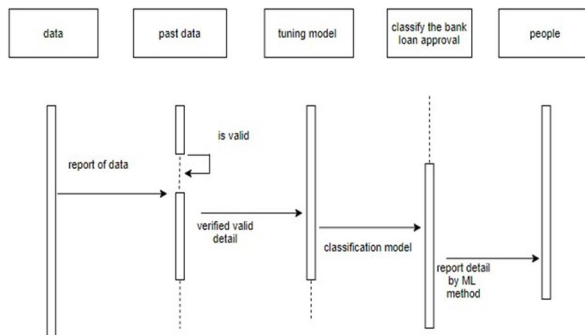 data
past data
tuning model
classify the bank
loan approval
people
is valid
report of data
verified valid
detail
classification model
report detail
by ML
method